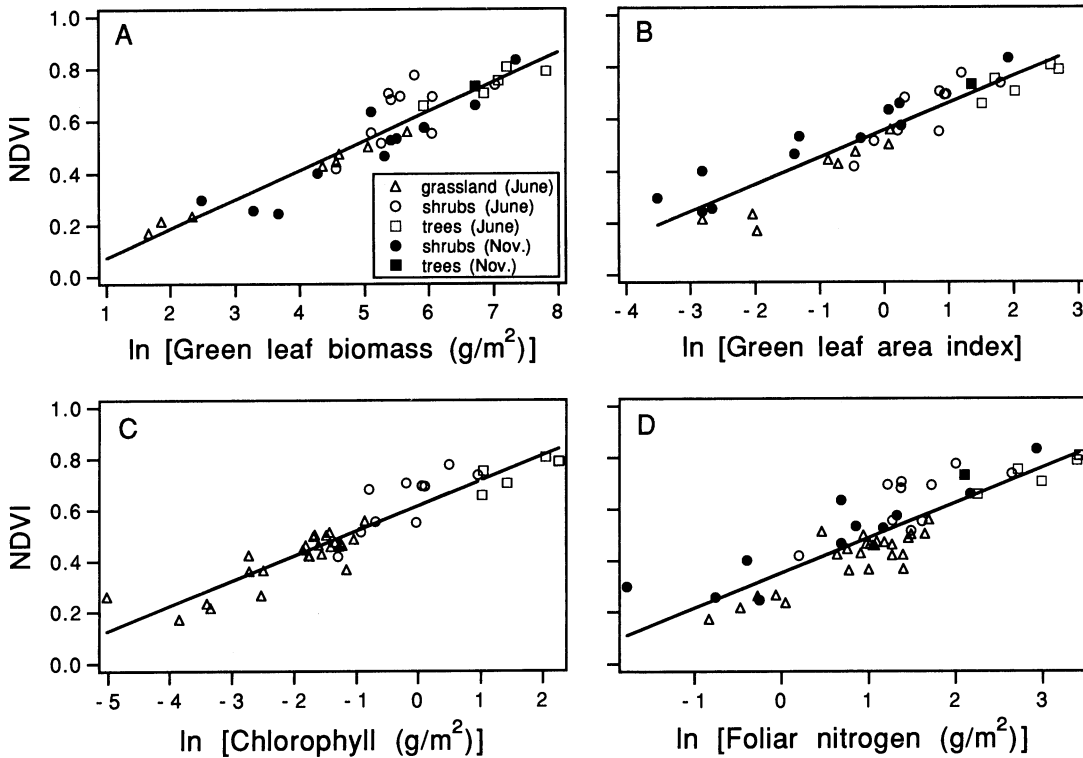 A
NDVI
1.0
0.8
0.6
0.4
0.2
0.0
grassland (June)
shrubs (June)
trees (June)
shrubs (Nov.)
trees (Nov.)
1 2 3 4 5 6 7 8
ln [Green leaf biomass (g/m²)]
B
-4 -3 -2 -1 0 1 2 3
ln [Green leaf area index]
C
NDVI
1.0
0.8
0.6
0.4
0.2
0.0
-5 -4 -3 -2 -1 0 1 2
ln [Chlorophyll (g/m²)]
D
-1 0 1 2 3
ln [Foliar nitrogen (g/m²)]